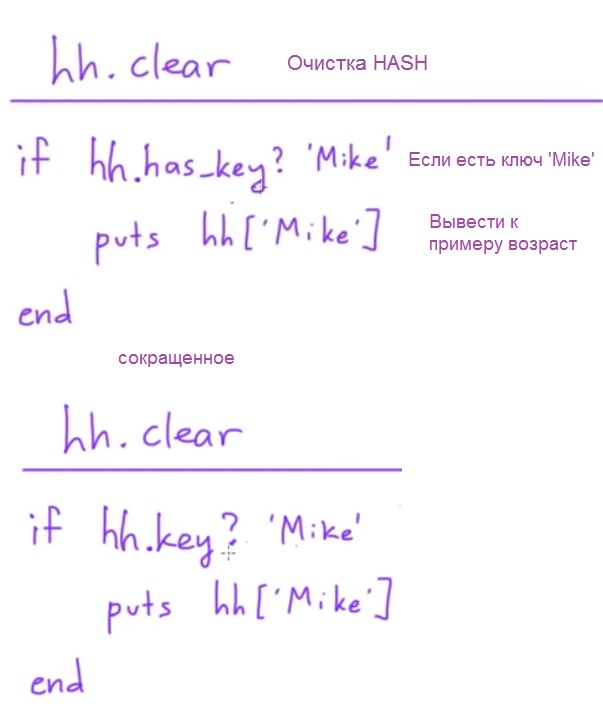 hh.clear Очистка HASH
if hh.has_key? 'Mike' Если есть ключ 'Mike'
puts hh['Mike'] Вывести к
примеру возраст
end
сокращенное
hh.clear
if hh.key? 'Mike'
puts hh['Mike']
end